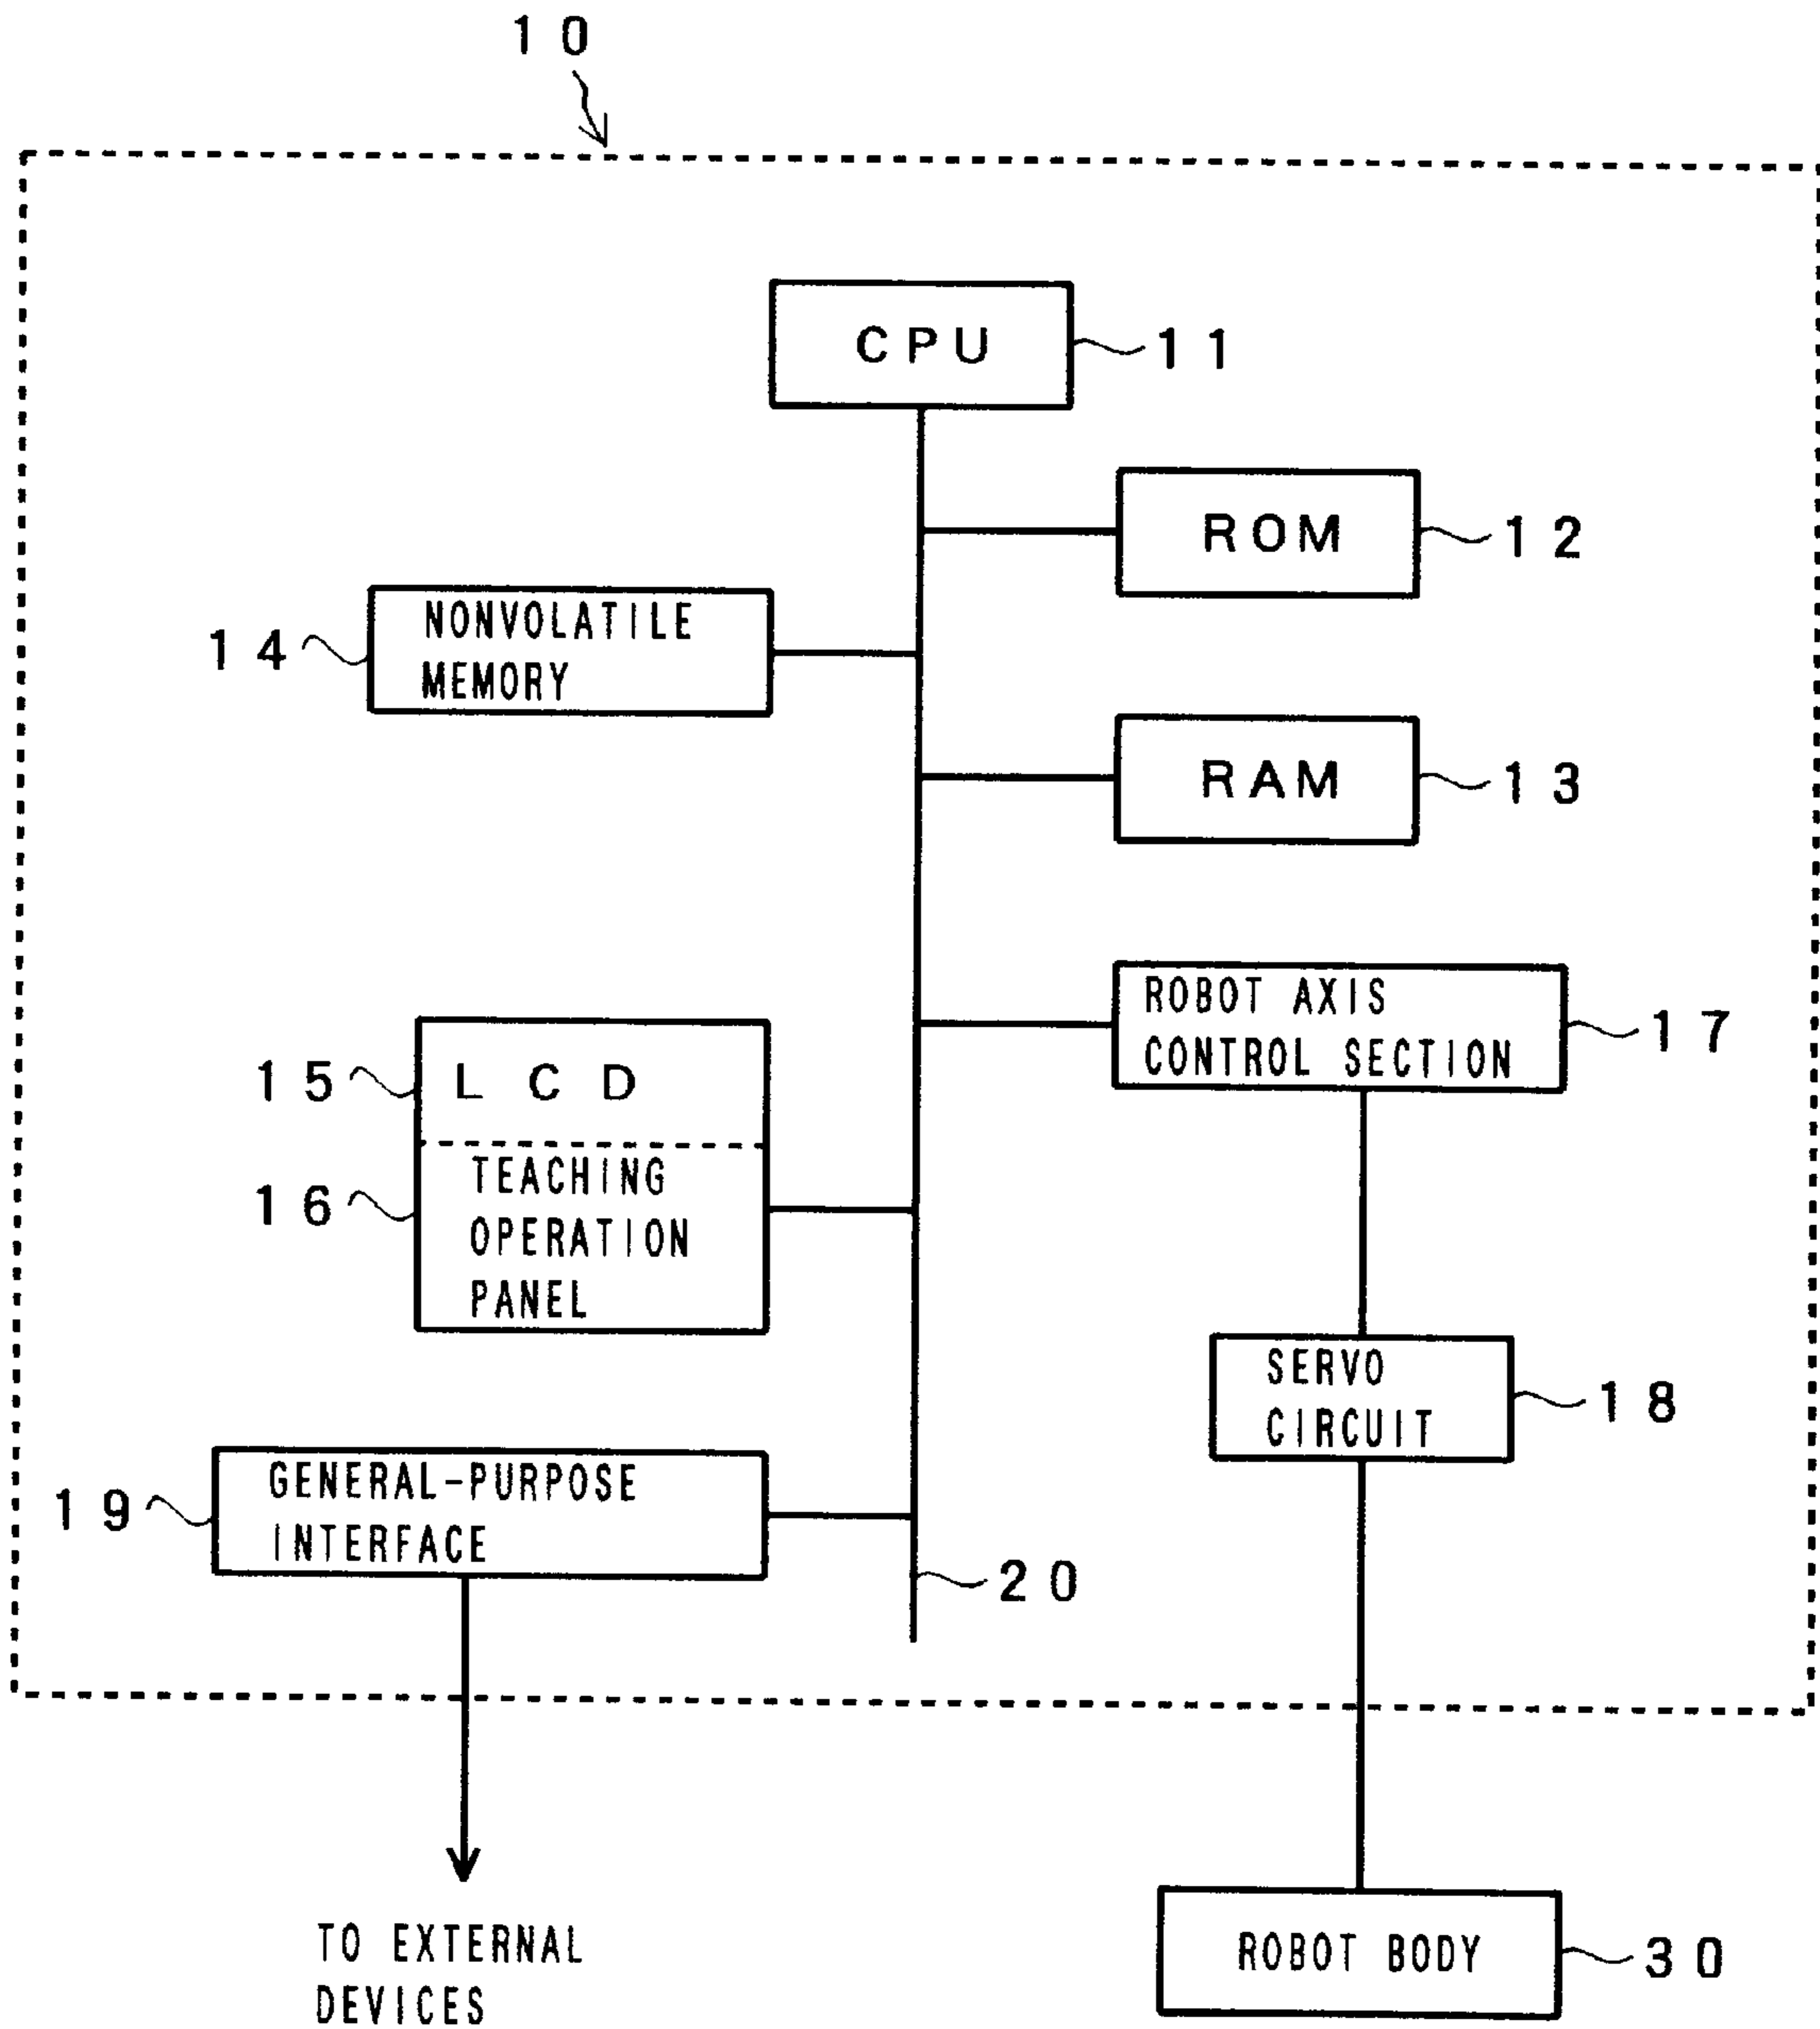 10
CPU
11
ROM
12
NONVOLATILE
MEMORY
14
RAM
13
ROBOT AXIS
CONTROL SECTION
17
15
LCD
16
TEACHING
OPERATION
PANEL
SERVO
CIRCUIT
18
19
GENERAL-PURPOSE
INTERFACE
20
TO EXTERNAL
DEVICES
ROBOT BODY
30